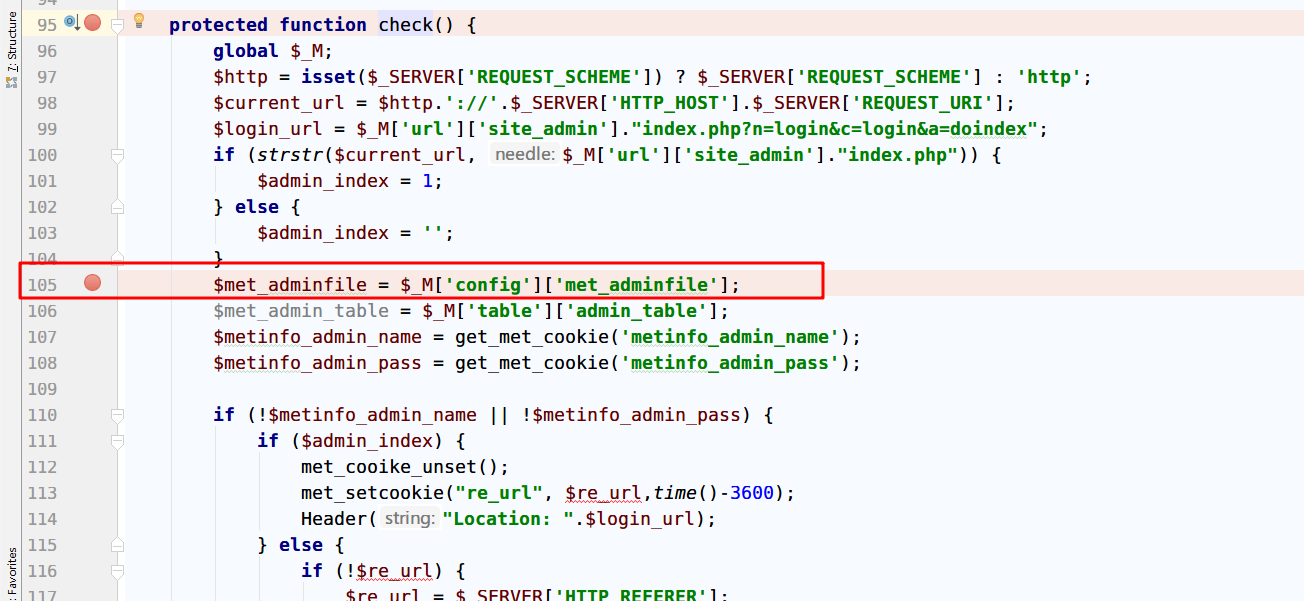 94
7: Structure
95 protected function check() {
96 global $_M;
97 $http = isset($_SERVER['REQUEST_SCHEME']) ? $_SERVER['REQUEST_SCHEME'] : 'http';
98 $current_url = $http.'://'.$_SERVER['HTTP_HOST'].$_SERVER['REQUEST_URI'];
99 $login_url = $_M['url']['site_admin']."index.php?n=login&c=login&a=doindex";
100 if (strstr($current_url, needle: $_M['url']['site_admin']."index.php")) {
101 $admin_index = 1;
102 } else {
103 $admin_index = '';
104 }
105 $met_adminfile = $_M['config']['met_adminfile'];
106 $met_admin_table = $_M['table']['admin_table'];
107 $metinfo_admin_name = get_met_cookie('metinfo_admin_name');
108 $metinfo_admin_pass = get_met_cookie('metinfo_admin_pass');
109
110 if (!$metinfo_admin_name || !$metinfo_admin_pass) {
111 if ($admin_index) {
112 met_cooike_unset();
113 met_setcookie("re_url", $re_url,time()-3600);
114 Header( string: "Location: ".$login_url);
115 } else {
116 if (!$re_url) {
117 $re_url = $_SERVER['HTTP_REFERER'];
: Favorites